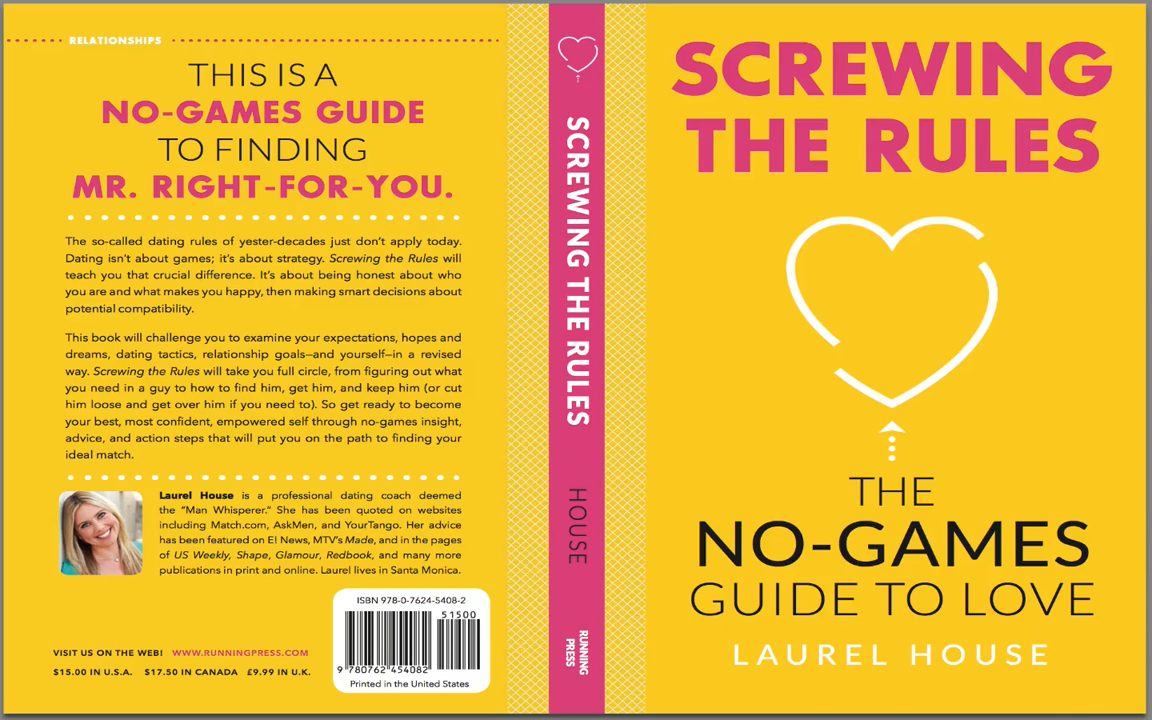 RELATIONSHIPS
THIS IS A
NO-GAMES GUIDE
TO FINDING
MR. RIGHT-FOR-YOU.
The so-called dating rules of yester-decades just don't apply today.
Dating isn't about games; it's about strategy. Screwing the Rules will
teach you that crucial difference. It's about being honest about who
you are and what makes you happy, then making smart decisions about
potential compatibility.
This book will challenge you to examine your expectations, hopes and
dreams, dating tactics, relationship goals—and yourself—in a revised
way. Screwing the Rules will take you full circle, from figuring out what
you need in a guy to how to find him, get him, and keep him (or cut
him loose and get over him if you need to). So get ready to become
your best, most confident, empowered self through no-games insight,
advice, and action steps that will put you on the path to finding your
ideal match.
Laurel House is a professional dating coach deemed
the "Man Whisperer." She has been quoted on websites
including Match.com, AskMen, and YourTango. Her advice
has been featured on E! News, MTV's Made, and in the pages
of US Weekly, Shape, Glamour, Redbook, and many more
publications in print and online. Laurel lives in Santa Monica.
ISBN 978-0-7624-5408-2
51500
9 780762 454082
Printed in the United States
VISIT US ON THE WEB! WWW.RUNNINGPRESS.COM
$15.00 IN U.S.A. $17.50 IN CANADA £9.99 IN U.K.
SCREWING THE RULES
HOUSE
RUNNING
PRESS
SCREWING
THE RULES
THE
NO-GAMES
GUIDE TO LOVE
LAUREL HOUSE